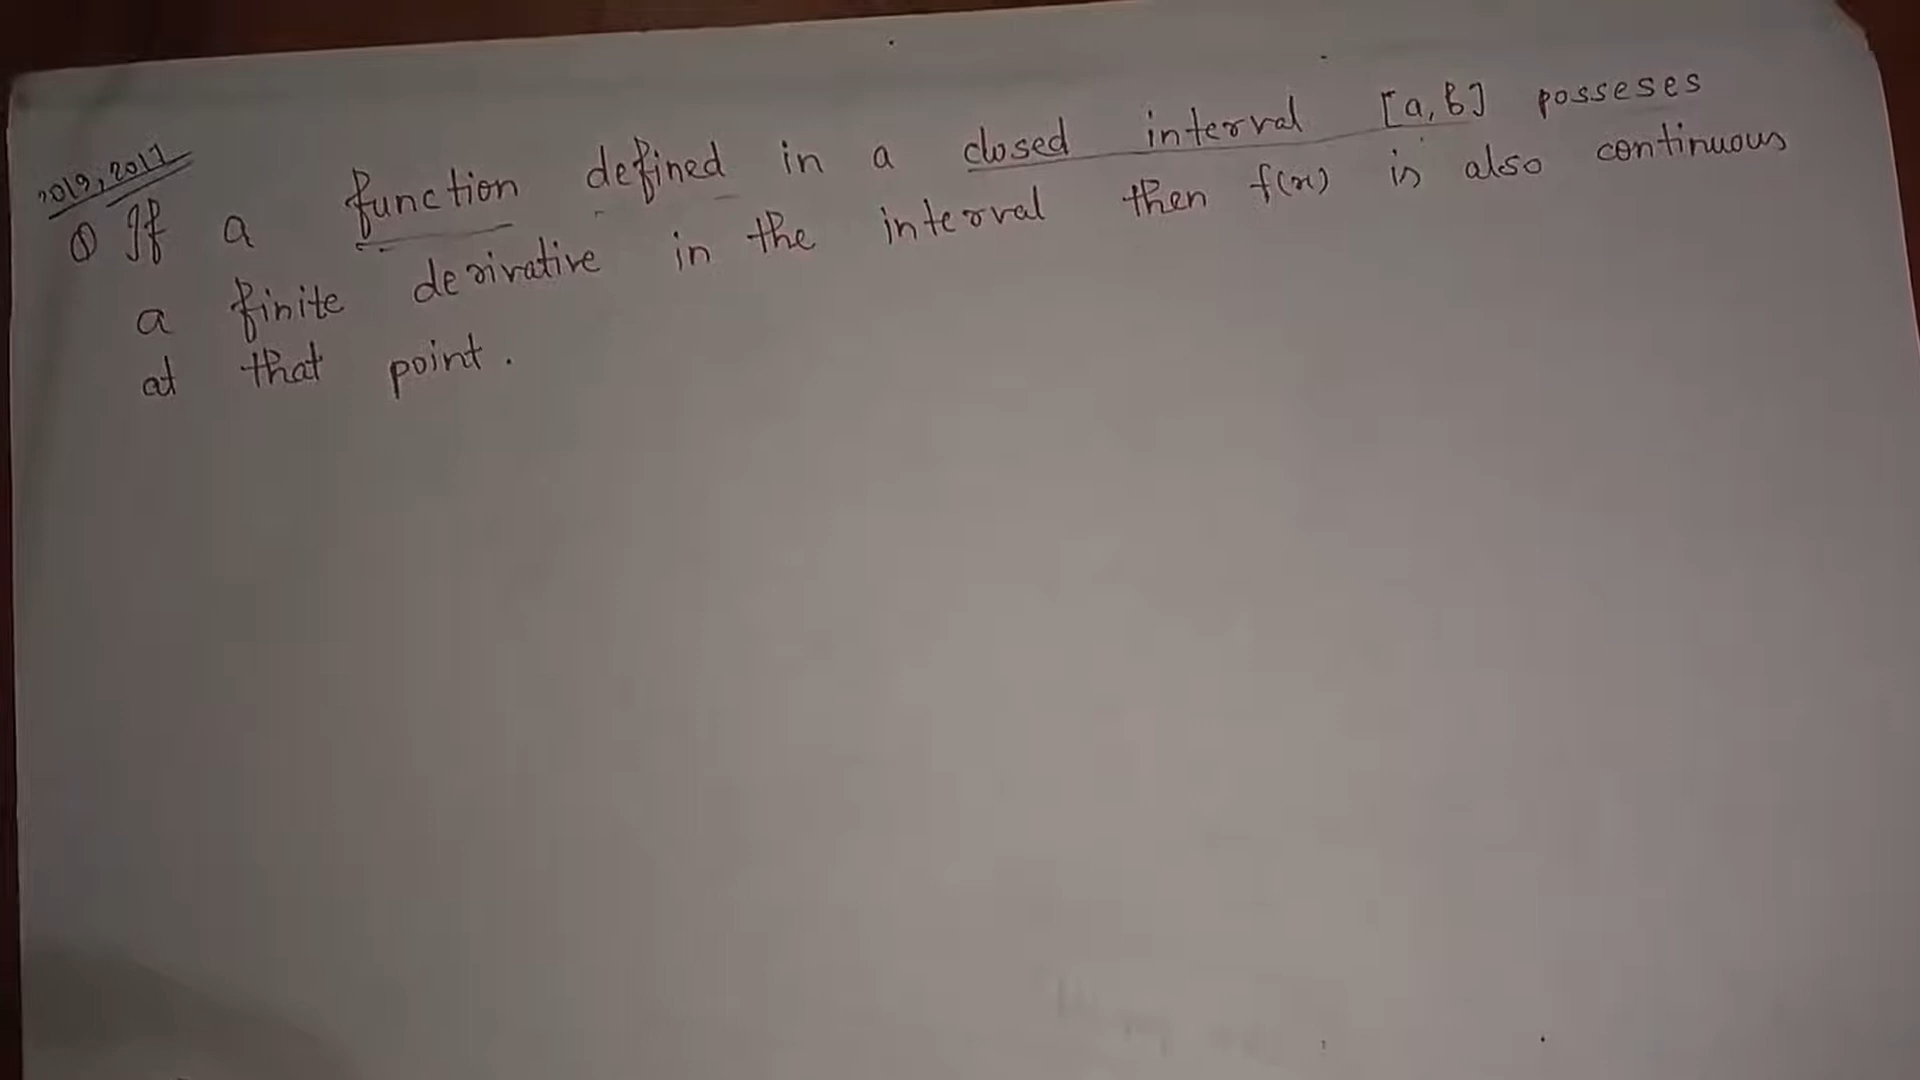 2019, 2017
① If a function defined in a closed interval [a, b] posseses
a finite derivative in the interval then f(x) is also continuous
at that point.